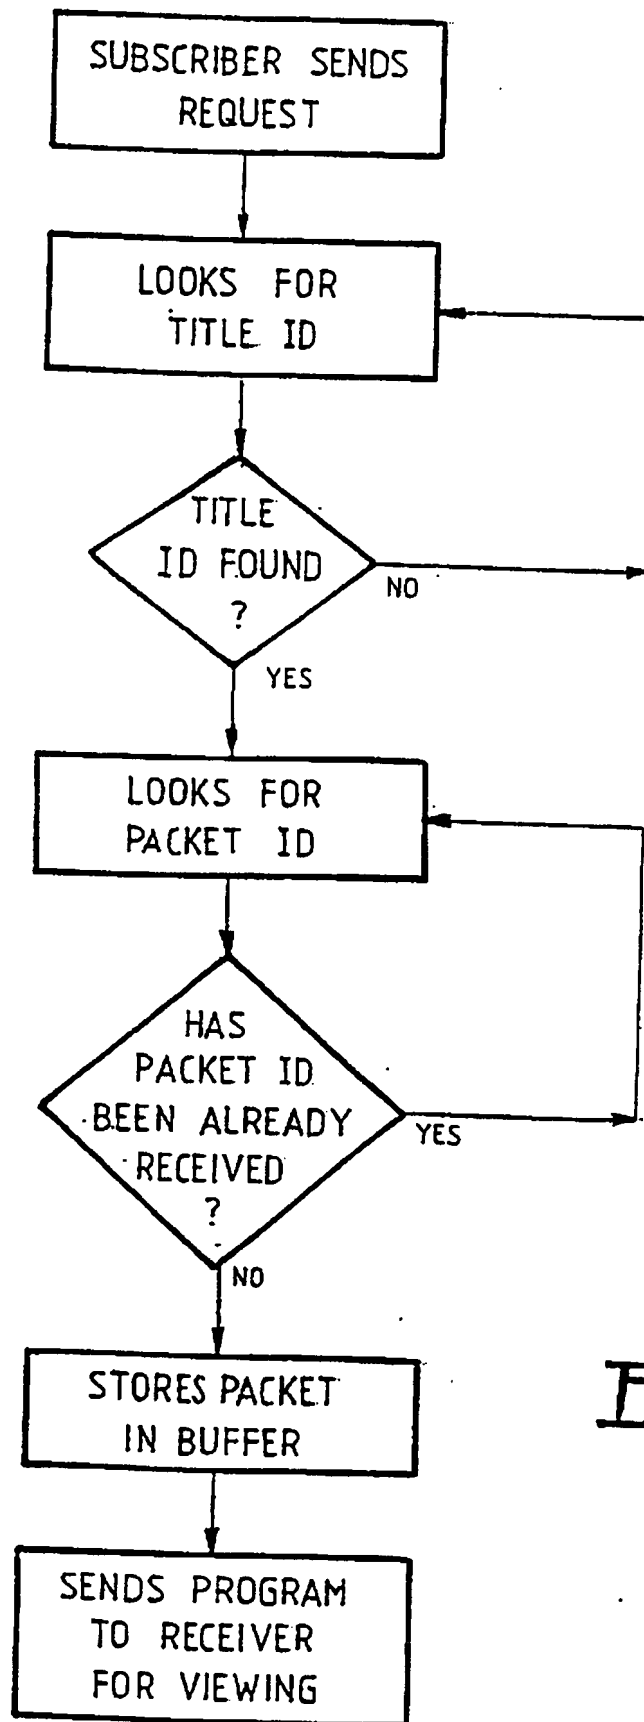 SUBSCRIBER SENDS
REQUEST
LOOKS FOR
TITLE ID
TITLE
ID FOUND
?
NO
YES
LOOKS FOR
PACKET ID
HAS
PACKET ID
BEEN ALREADY
RECEIVED
?
YES
NO
STORES PACKET
IN BUFFER
SENDS PROGRAM
TO RECEIVER
FOR VIEWING